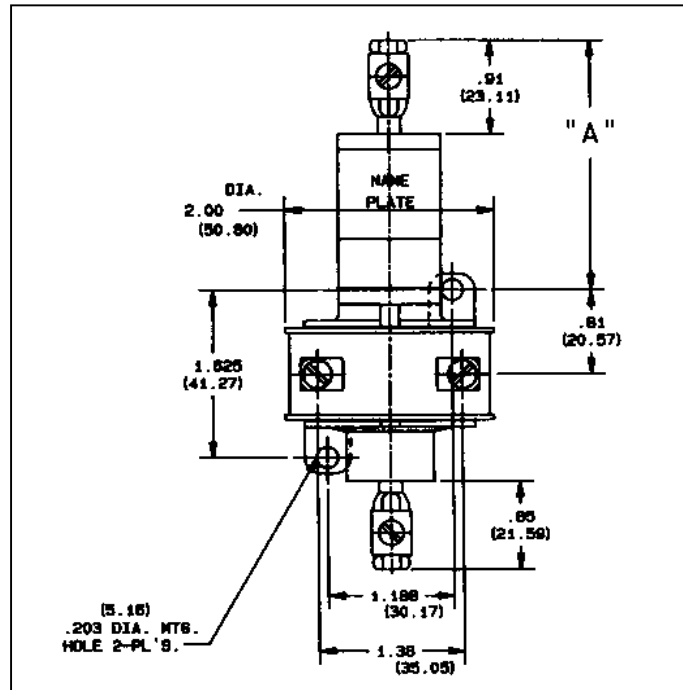 .91
(23.11)
"A"
NAME
PLATE
DIA.
2.00
(50.80)
.81
(20.57)
1.625
(41.27)
.85
(21.59)
1.188
(30.17)
(5.16)
.203 DIA. MTG.
HOLE 2-PL'S.
1.38
(35.05)